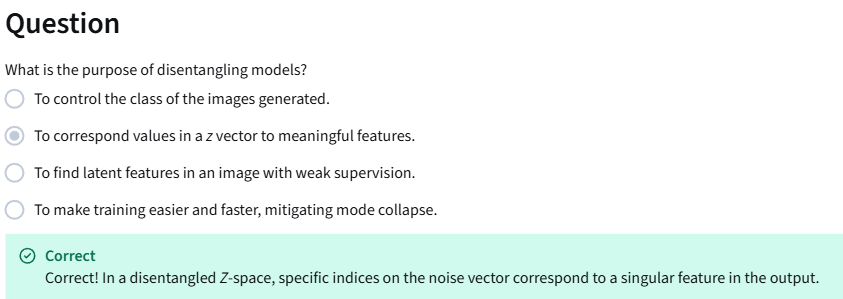 Question
What is the purpose of disentangling models?
To control the class of the images generated.
To correspond values in a z vector to meaningful features.
To find latent features in an image with weak supervision.
To make training easier and faster, mitigating mode collapse.
Correct
Correct! In a disentangled Z-space, specific indices on the noise vector correspond to a singular feature in the output.